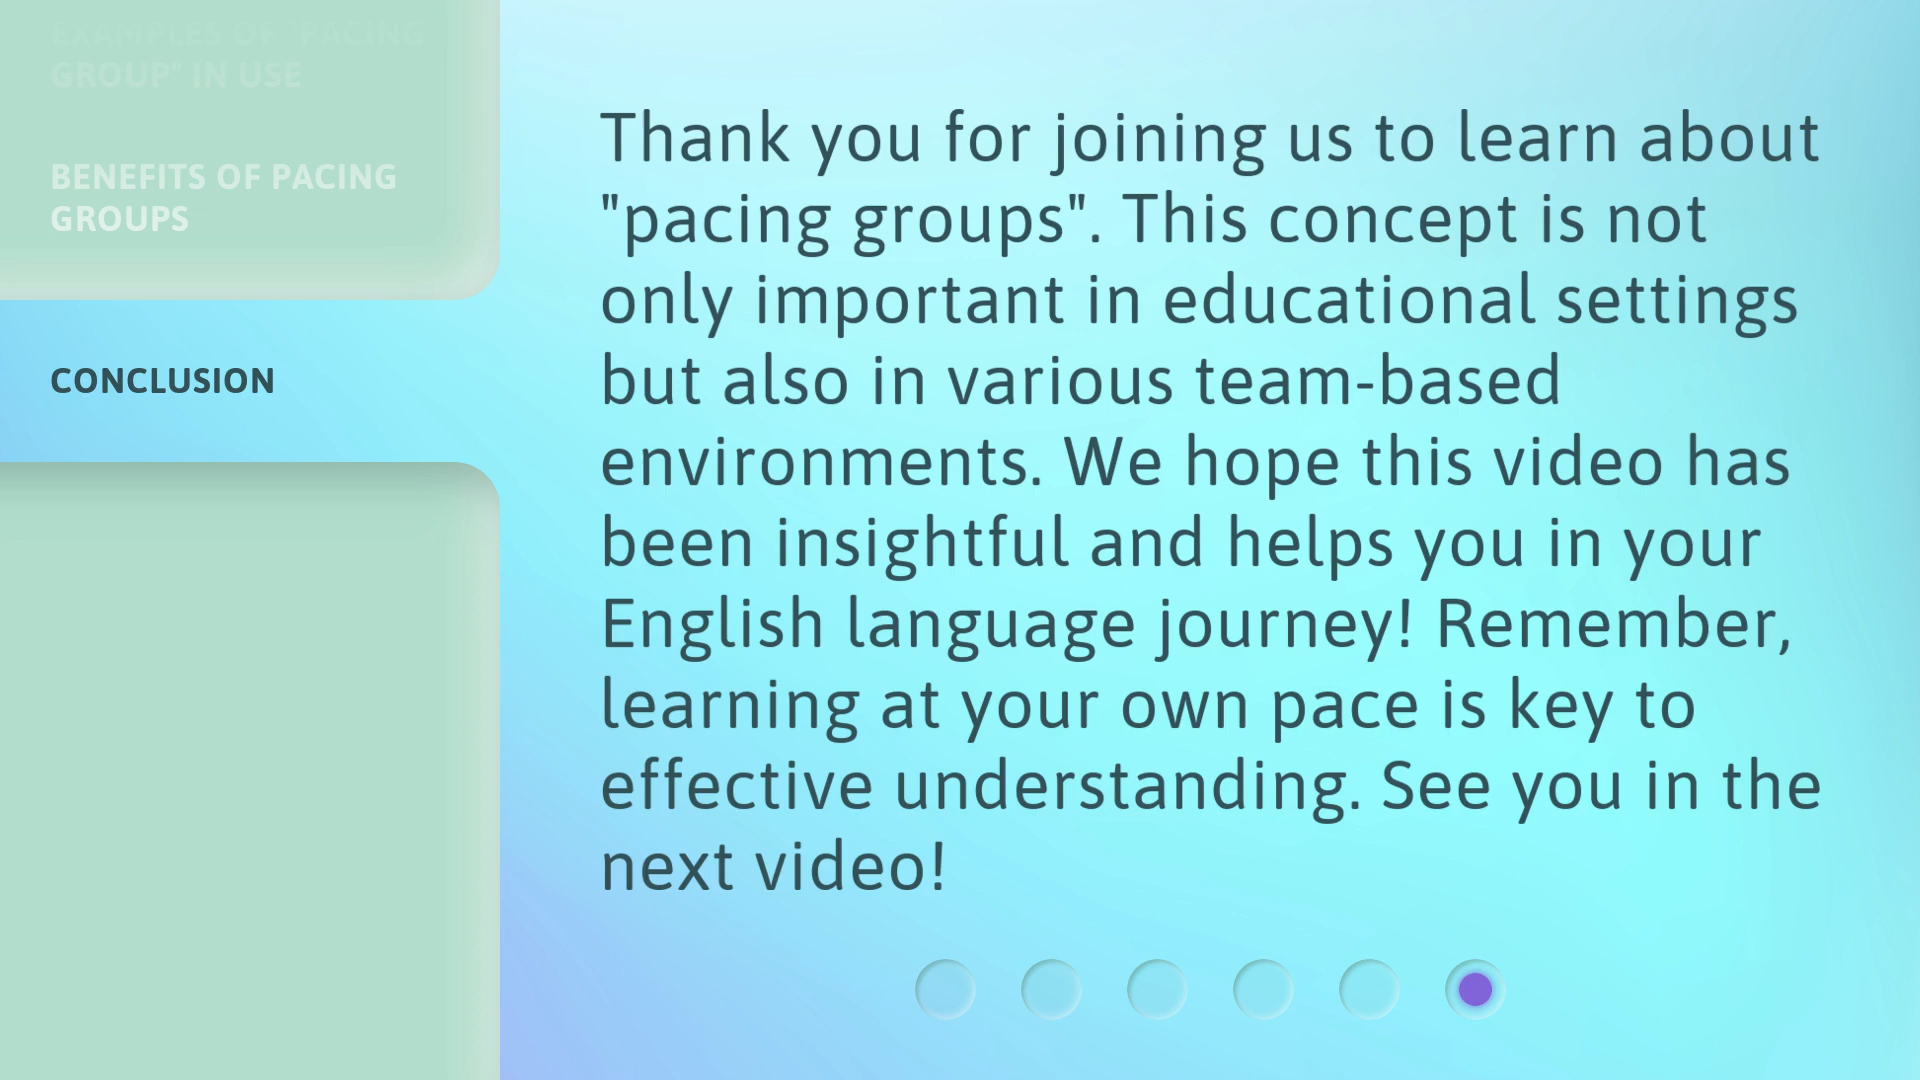 EXAMPLES OF "PACING
GROUP" IN USE
BENEFITS OF PACING
GROUPS
CONCLUSION
Thank you for joining us to learn about
"pacing groups". This concept is not
only important in educational settings
but also in various team-based
environments. We hope this video has
been insightful and helps you in your
English language journey! Remember,
learning at your own pace is key to
effective understanding. See you in the
next video!